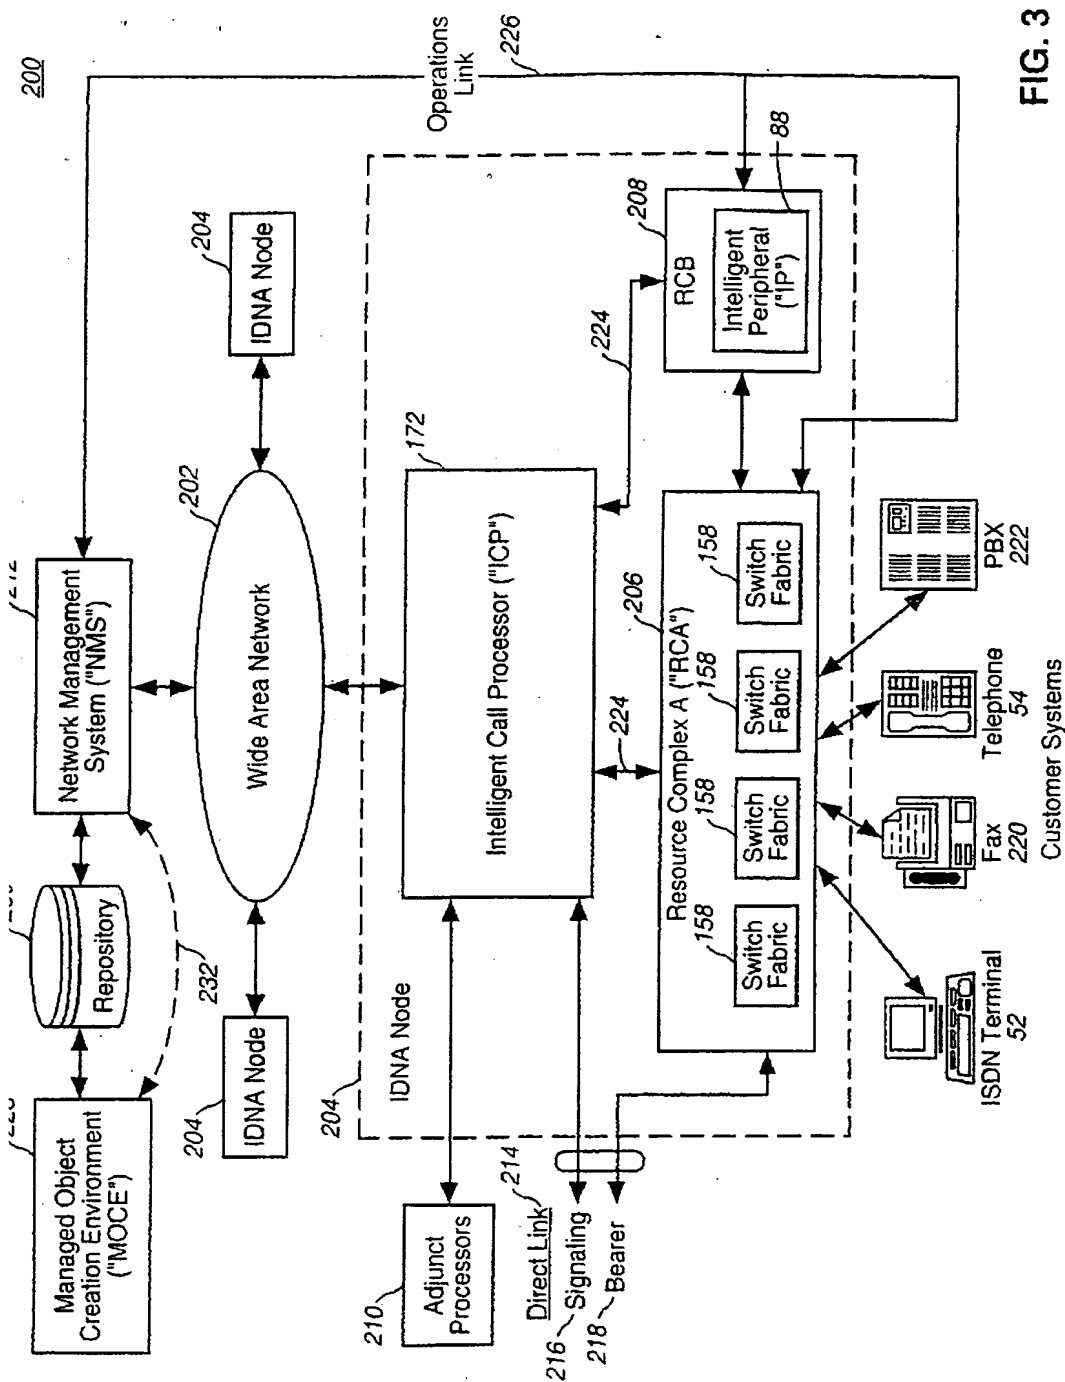 200
Managed Object
Creation Environment
("MOCE")
Repository
Network Management
System ("NMS")
232
Operations
Link
226
204
IDNA Node
202
Wide Area Network
204
IDNA Node
204
IDNA Node
172
Intelligent Call Processor ("ICP")
210
Adjunct
Processors
Direct Link
214
216
Signaling
218
Bearer
224
224
206
Resource Complex A ("RCA")
158
Switch
Fabric
158
Switch
Fabric
158
Switch
Fabric
158
Switch
Fabric
208
RCB
88
Intelligent
Peripheral
("IP")
ISDN Terminal
52
Fax
220
Telephone
54
PBX
222
Customer Systems
FIG. 3